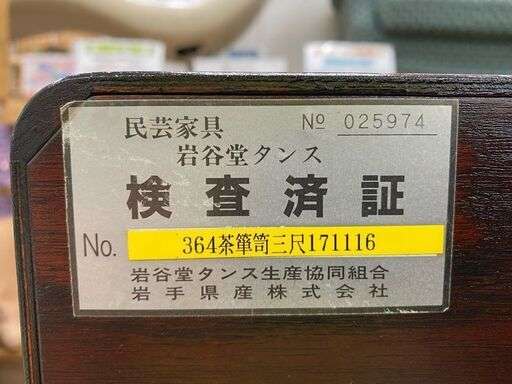 民芸家具 № 025974
岩谷堂タンス
検査済証
No. 364茶箪笥三尺171116
岩谷堂タンス生産協同組合
岩手県産株式会社